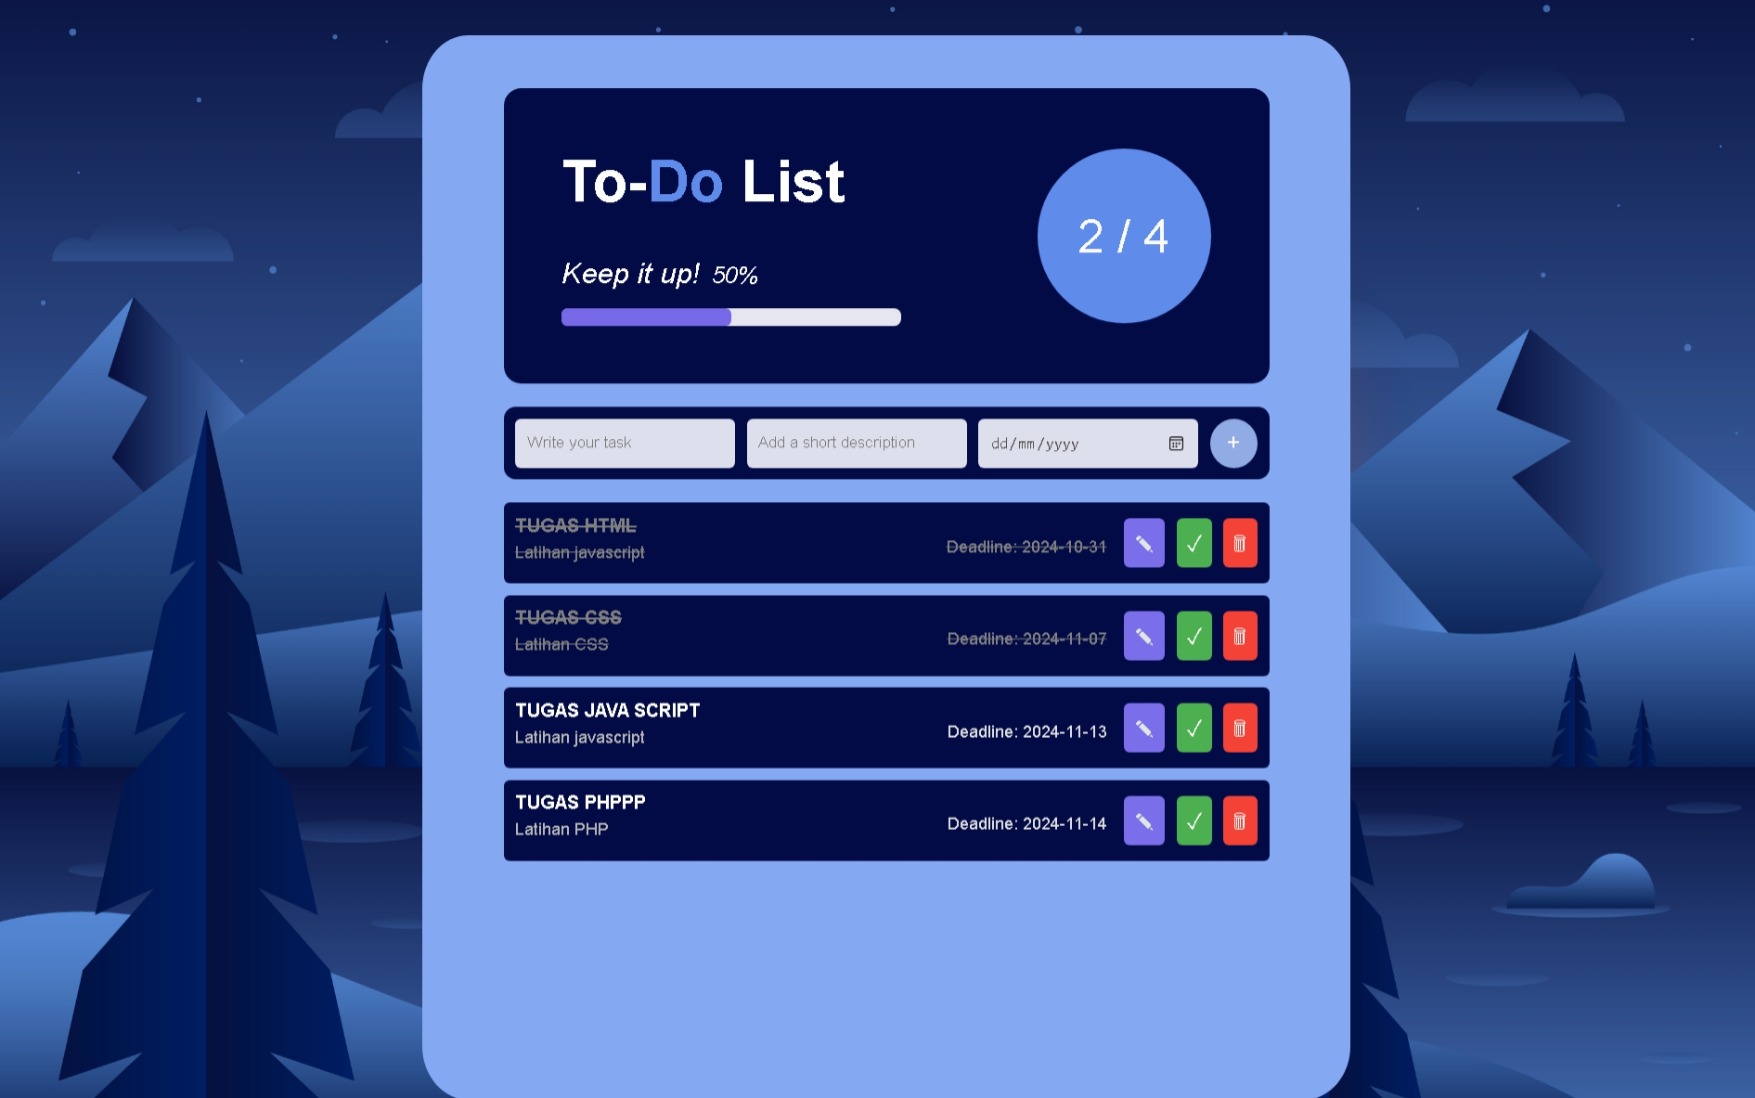 To-Do List
2 / 4
Keep it up! 50%
Write your task
Add a short description
dd/mm/yyyy
+
TUGAS HTML
Latihan javascript
Deadline: 2024-10-31
TUGAS CSS
Latihan CSS
Deadline: 2024-11-07
TUGAS JAVA SCRIPT
Latihan javascript
Deadline: 2024-11-13
TUGAS PHPPP
Latihan PHP
Deadline: 2024-11-14